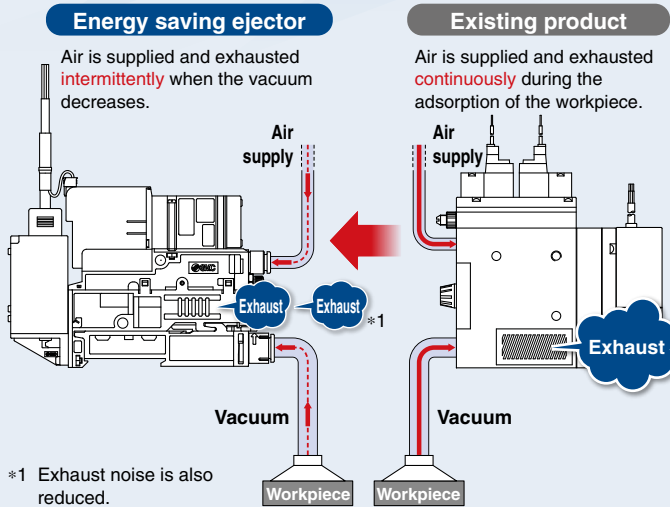 Energy saving ejector
Air is supplied and exhausted
intermittently when the vacuum
decreases.
Air
supply
SMC
Exhaust
Exhaust
*1
Vacuum
Workpiece
*1 Exhaust noise is also
reduced.
Existing product
Air is supplied and exhausted
continuously during the
adsorption of the workpiece.
Air
supply
Exhaust
Vacuum
Workpiece